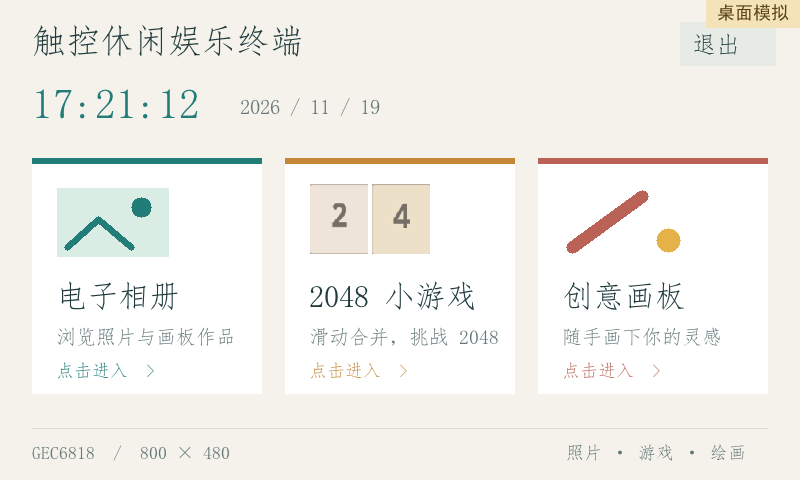 桌面模拟
触控休闲娱乐终端
退出
17:21:12
2026 / 11 / 19
2 4
电子相册
浏览照片与画板作品
点击进入 >
2048 小游戏
滑动合并，挑战 2048
点击进入 >
创意画板
随手画下你的灵感
点击进入 >
GEC6818 / 800 × 480
照片 • 游戏 • 绘画